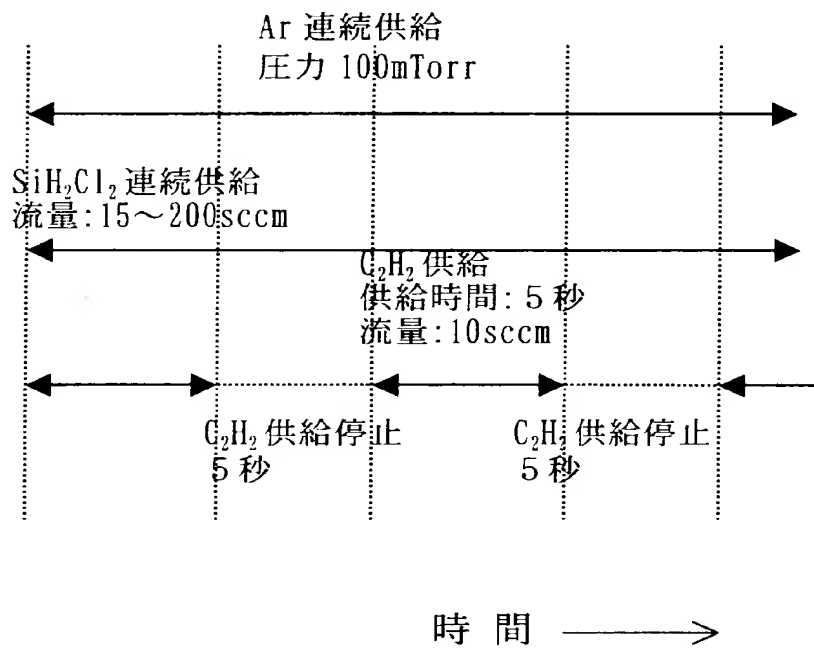 Ar 連続供給
圧力 100mTorr
SiH₂Cl₂ 連続供給
流量:15～200sccm
C₂H₂ 供給
供給時間:５秒
流量:10sccm
C₂H₂ 供給停止
５秒
C₂H₂ 供給停止
５秒
時 間